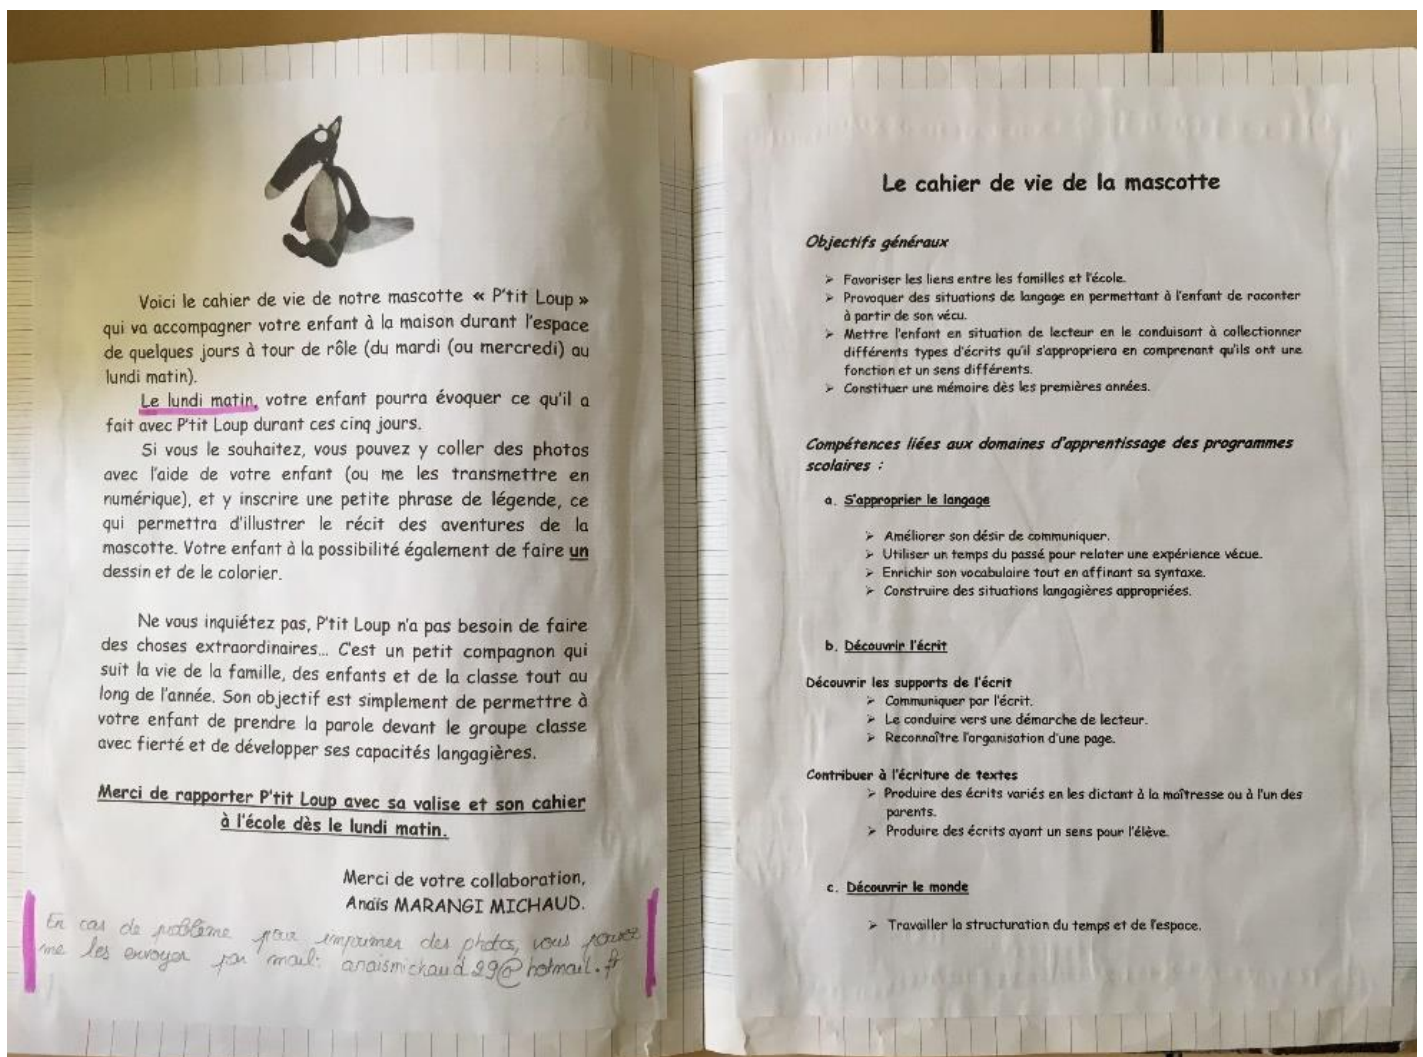 Voici le cahier de vie de notre mascotte « P'tit Loup »
qui va accompagner votre enfant à la maison durant l'espace
de quelques jours à tour de rôle (du mardi (ou mercredi) au
lundi matin).
Le lundi matin, votre enfant pourra évoquer ce qu'il a
fait avec P'tit Loup durant ces cinq jours.
Si vous le souhaitez, vous pouvez y coller des photos
avec l'aide de votre enfant (ou me les transmettre en
numérique), et y inscrire une petite phrase de légende, ce
qui permettra d'illustrer le récit des aventures de la
mascotte. Votre enfant à la possibilité également de faire un
dessin et de le colorier.
Ne vous inquiétez pas, P'tit Loup n'a pas besoin de faire
des choses extraordinaires... C'est un petit compagnon qui
suit la vie de la famille, des enfants et de la classe tout au
long de l'année. Son objectif est simplement de permettre à
votre enfant de prendre la parole devant le groupe classe
avec fierté et de développer ses capacités langagières.
Merci de rapporter P'tit Loup avec sa valise et son cahier
à l'école dès le lundi matin.
Merci de votre collaboration,
Anaïs MARANGI MICHAUD.
En cas de problème pour imprimer des photos, vous pouvez
me les envoyer par mail: anaismichaud29@hotmail.fr
Le cahier de vie de la mascotte
Objectifs généraux
➢ Favoriser les liens entre les familles et l'école.
➢ Provoquer des situations de langage en permettant à l'enfant de raconter
à partir de son vécu.
➢ Mettre l'enfant en situation de lecteur en le conduisant à collectionner
différents types d'écrits qu'il s'appropriera en comprenant qu'ils ont une
fonction et un sens différents.
➢ Constituer une mémoire dès les premières années.
Compétences liées aux domaines d'apprentissage des programmes
scolaires :
a. S'approprier le langage
➢ Améliorer son désir de communiquer.
➢ Utiliser un temps du passé pour relater une expérience vécue.
➢ Enrichir son vocabulaire tout en affinant sa syntaxe.
➢ Construire des situations langagières appropriées.
b. Découvrir l'écrit
Découvrir les supports de l'écrit
➢ Communiquer par l'écrit.
➢ Le conduire vers une démarche de lecteur.
➢ Reconnaître l'organisation d'une page.
Contribuer à l'écriture de textes
➢ Produire des écrits variés en les dictant à la maîtresse ou à l'un des
parents.
➢ Produire des écrits ayant un sens pour l'élève.
c. Découvrir le monde
➢ Travailler la structuration du temps et de l'espace.